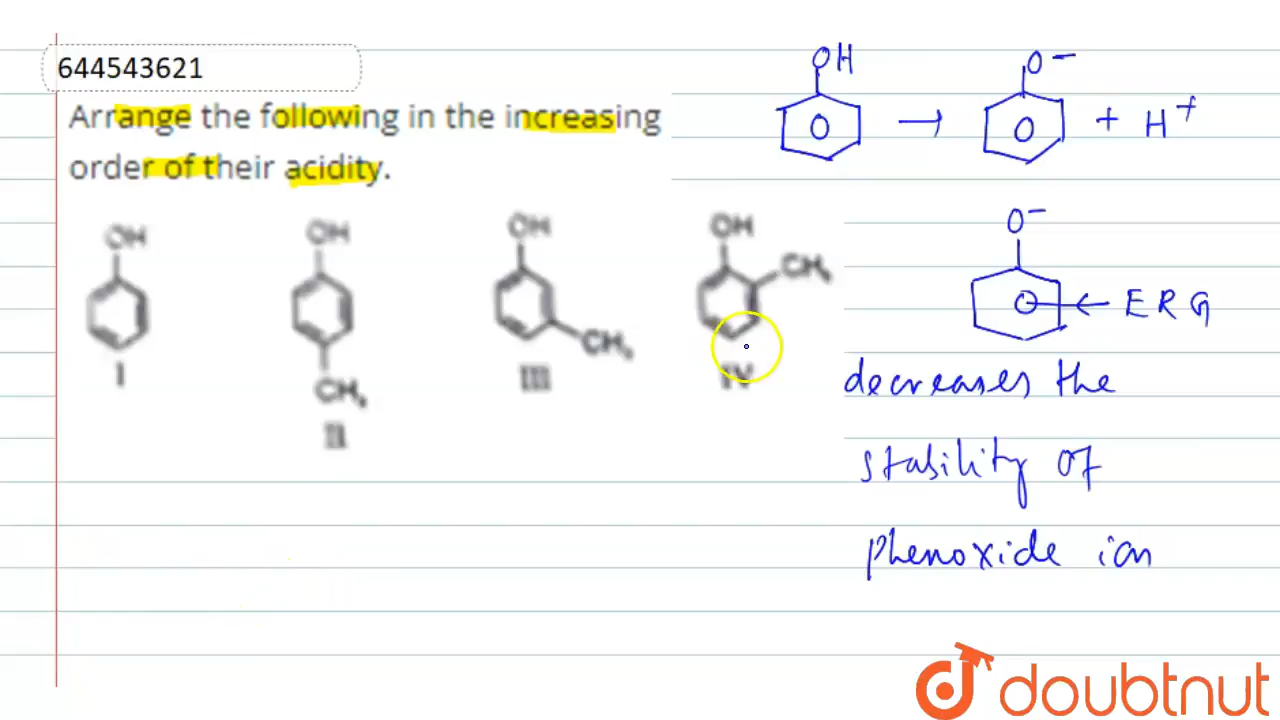 644543621
Arrange the following in the increasing
order of their acidity.
OH
I
OH
CH₃
II
OH
CH₃
III
OH
CH₃
IV
OH → O⁻ + H⁺
O⁻
ERG
decreases the
stability of
phenoxide ion
doubtnut